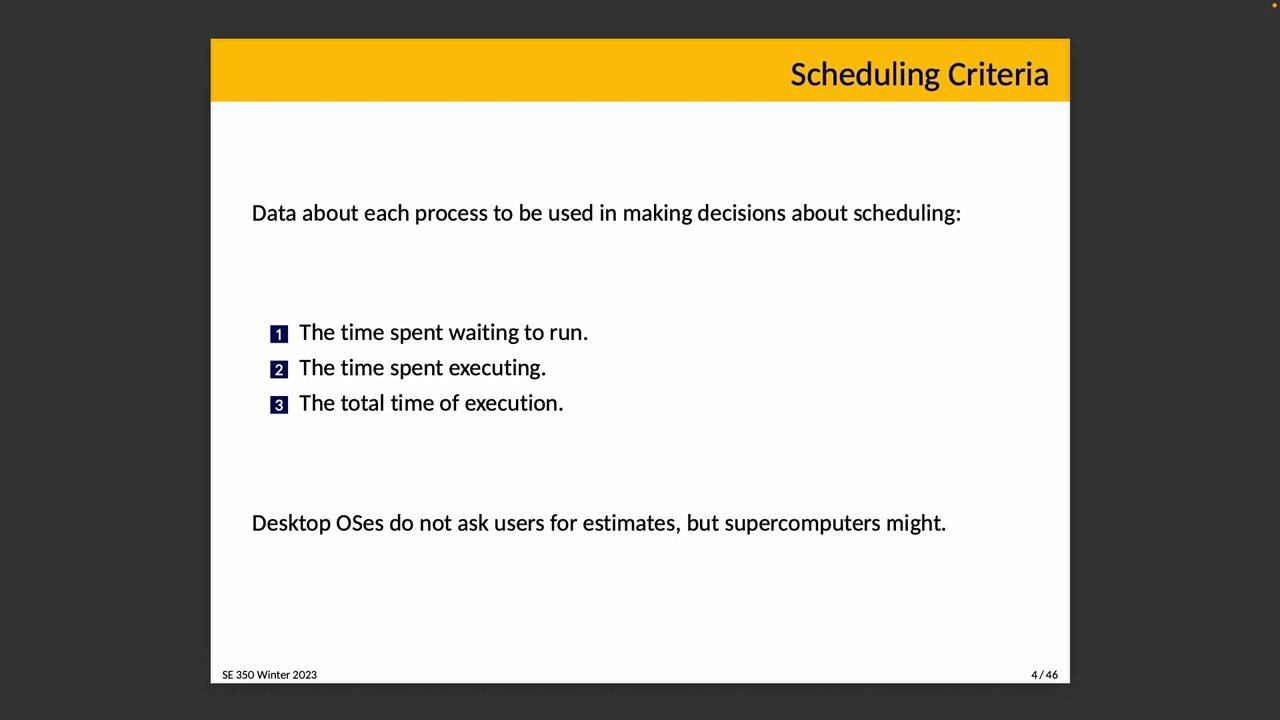 Scheduling Criteria
Data about each process to be used in making decisions about scheduling:
1 The time spent waiting to run.
2 The time spent executing.
3 The total time of execution.
Desktop OSes do not ask users for estimates, but supercomputers might.
SE 350 Winter 2023
4 / 46